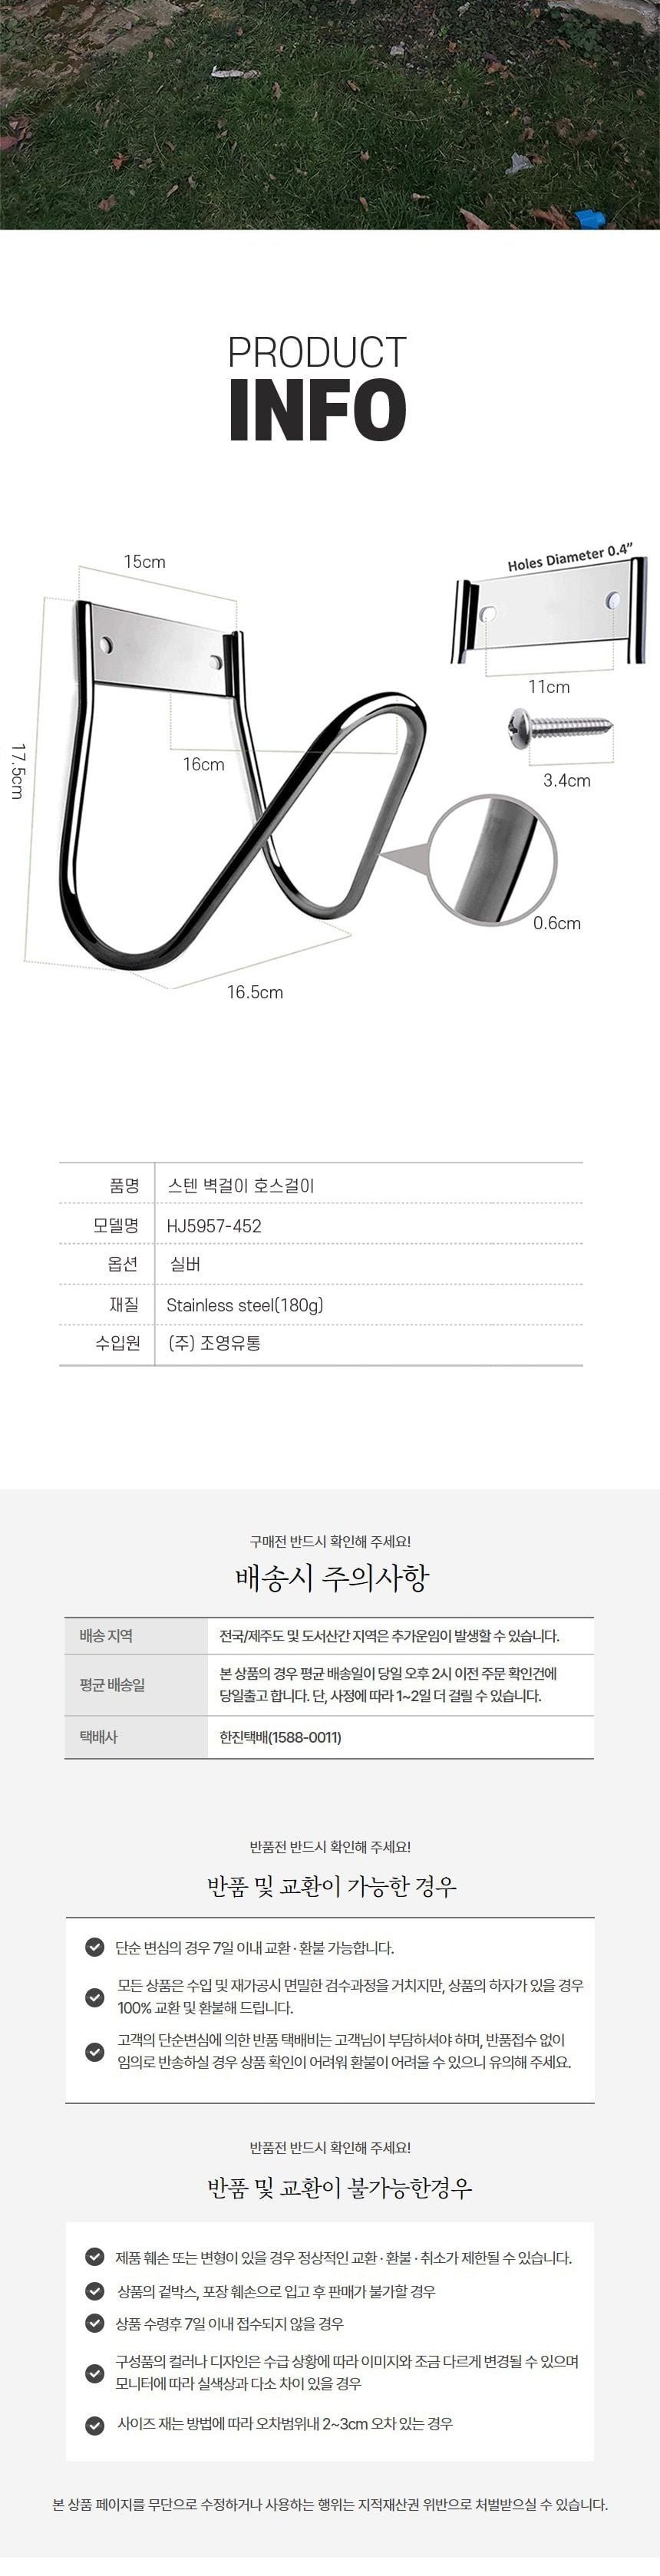 PRODUCT
INFO
15cm
Holes Diameter 0.4”
11cm
17.5cm
16cm
3.4cm
0.6cm
16.5cm
품명 스텐 벽걸이 호스걸이
모델명 HJ5957-452
옵션 실버
재질 Stainless steel(180g)
수입원 (주) 조영유통
구매전 반드시 확인해 주세요!
배송시 주의사항
배송 지역 전국/제주도 및 도서산간 지역은 추가운임이 발생할 수 있습니다.
평균 배송일 본 상품의 경우 평균 배송일이 당일 오후 2시 이전 주문 확인건에
당일출고 합니다. 단, 사정에 따라 1~2일 더 걸릴 수 있습니다.
택배사 한진택배(1588-0011)
반품전 반드시 확인해 주세요!
반품 및 교환이 가능한 경우
단순 변심의 경우 7일 이내 교환 · 환불 가능합니다.
모든 상품은 수입 및 재가공시 면밀한 검수과정을 거치지만, 상품의 하자가 있을 경우
100% 교환 및 환불해 드립니다.
고객의 단순변심에 의한 반품 택배비는 고객님이 부담하셔야 하며, 반품접수 없이
임의로 반송하실 경우 상품 확인이 어려워 환불이 어려울 수 있으니 유의해 주세요.
반품전 반드시 확인해 주세요!
반품 및 교환이 불가능한경우
제품 훼손 또는 변형이 있을 경우 정상적인 교환 · 환불 · 취소가 제한될 수 있습니다.
상품의 겉박스, 포장 훼손으로 입고 후 판매가 불가할 경우
상품 수령후 7일 이내 접수되지 않을 경우
구성품의 컬러나 디자인은 수급 상황에 따라 이미지와 조금 다르게 변경될 수 있으며
모니터에 따라 실색상과 다소 차이 있을 경우
사이즈 재는 방법에 따라 오차범위내 2~3cm 오차 있는 경우
본 상품 페이지를 무단으로 수정하거나 사용하는 행위는 지적재산권 위반으로 처벌받으실 수 있습니다.